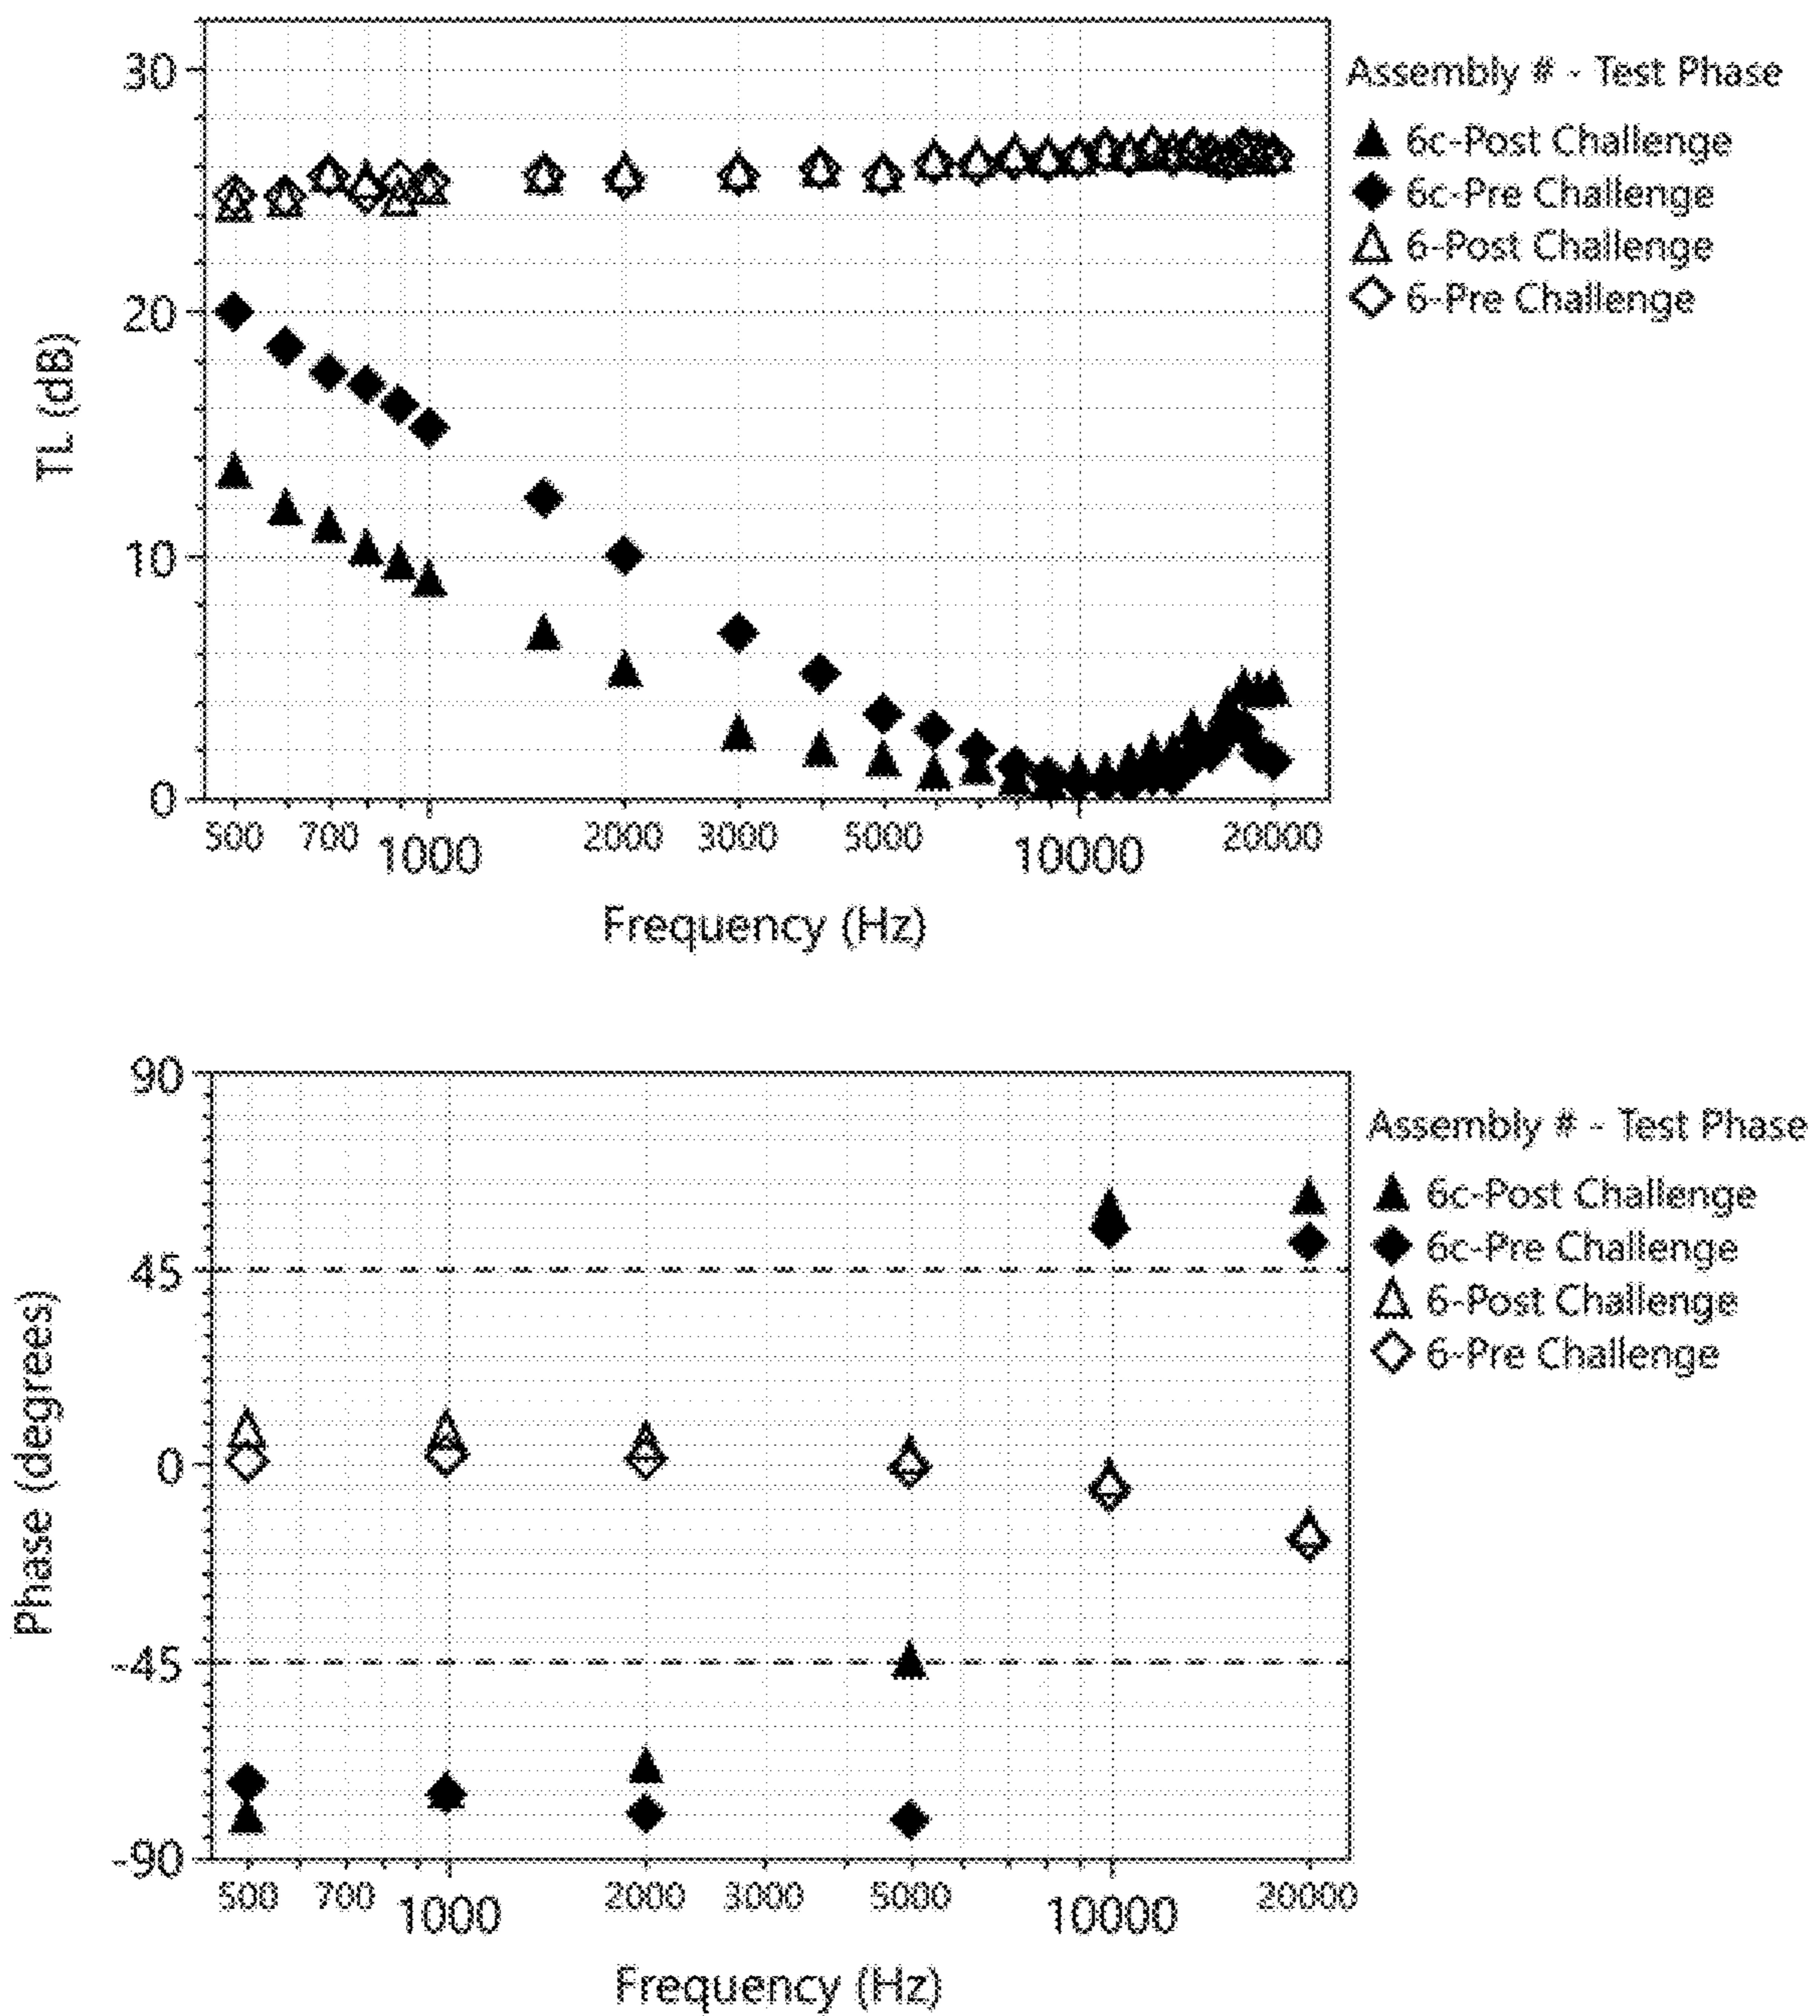 30
20
10
0
TL (dB)
500 700 1000 2000 3000 5000 10000 20000
Frequency (Hz)
Assembly # - Test Phase
6c-Post Challenge
6c-Pre Challenge
6-Post Challenge
6-Pre Challenge
90
45
0
-45
-90
Phase (degrees)
500 700 1000 2000 3000 5000 10000 20000
Frequency (Hz)
Assembly # - Test Phase
6c-Post Challenge
6c-Pre Challenge
6-Post Challenge
6-Pre Challenge